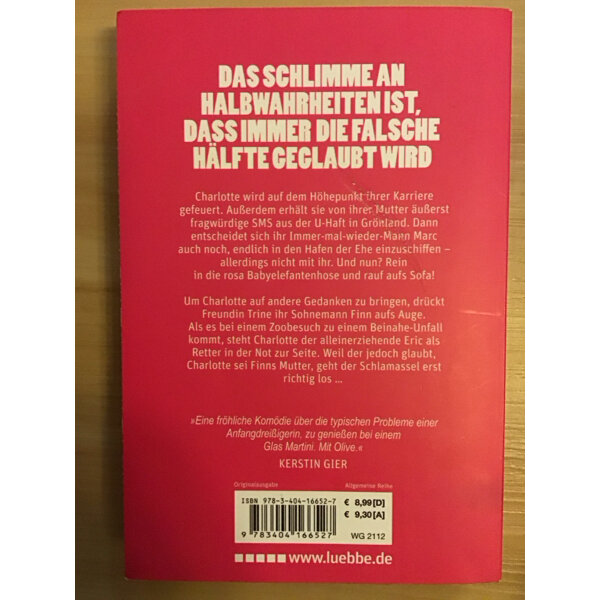 DAS SCHLIMME AN
HALBWAHRHEITEN IST,
DASS IMMER DIE FALSCHE
HÄLFTE GEGLAUBT WIRD
Charlotte wird auf dem Höhepunkt ihrer Karriere
gefeuert. Außerdem erhält sie von ihrer Mutter äußerst
fragwürdige SMS aus der U-Haft in Grönland. Dann
entscheidet sich ihr Immer-mal-wieder-Mann Marc
auch noch, endlich in den Hafen der Ehe einzuschiffen –
allerdings nicht mit ihr. Und nun? Rein
in die rosa Babyelefantenhose und rauf aufs Sofa!
Um Charlotte auf andere Gedanken zu bringen, drückt
Freundin Trine ihr Sohnemann Finn aufs Auge.
Als es bei einem Zoobesuch zu einem Beinahe-Unfall
kommt, steht Charlotte der alleinerziehende Eric als
Retter in der Not zur Seite. Weil der jedoch glaubt,
Charlotte sei Finns Mutter, geht der Schlamassel erst
richtig los ...
»Eine fröhliche Komödie über die typischen Probleme einer
Anfangdreißigerin, zu genießen bei einem
Glas Martini. Mit Olive.«
KERSTIN GIER
Originalausgabe Allgemeine Reihe
ISBN 978-3-404-16652-7
€ 8,99 [D]
€ 9,30 [A]
9 783404 166527
WG 2112
www.luebbe.de